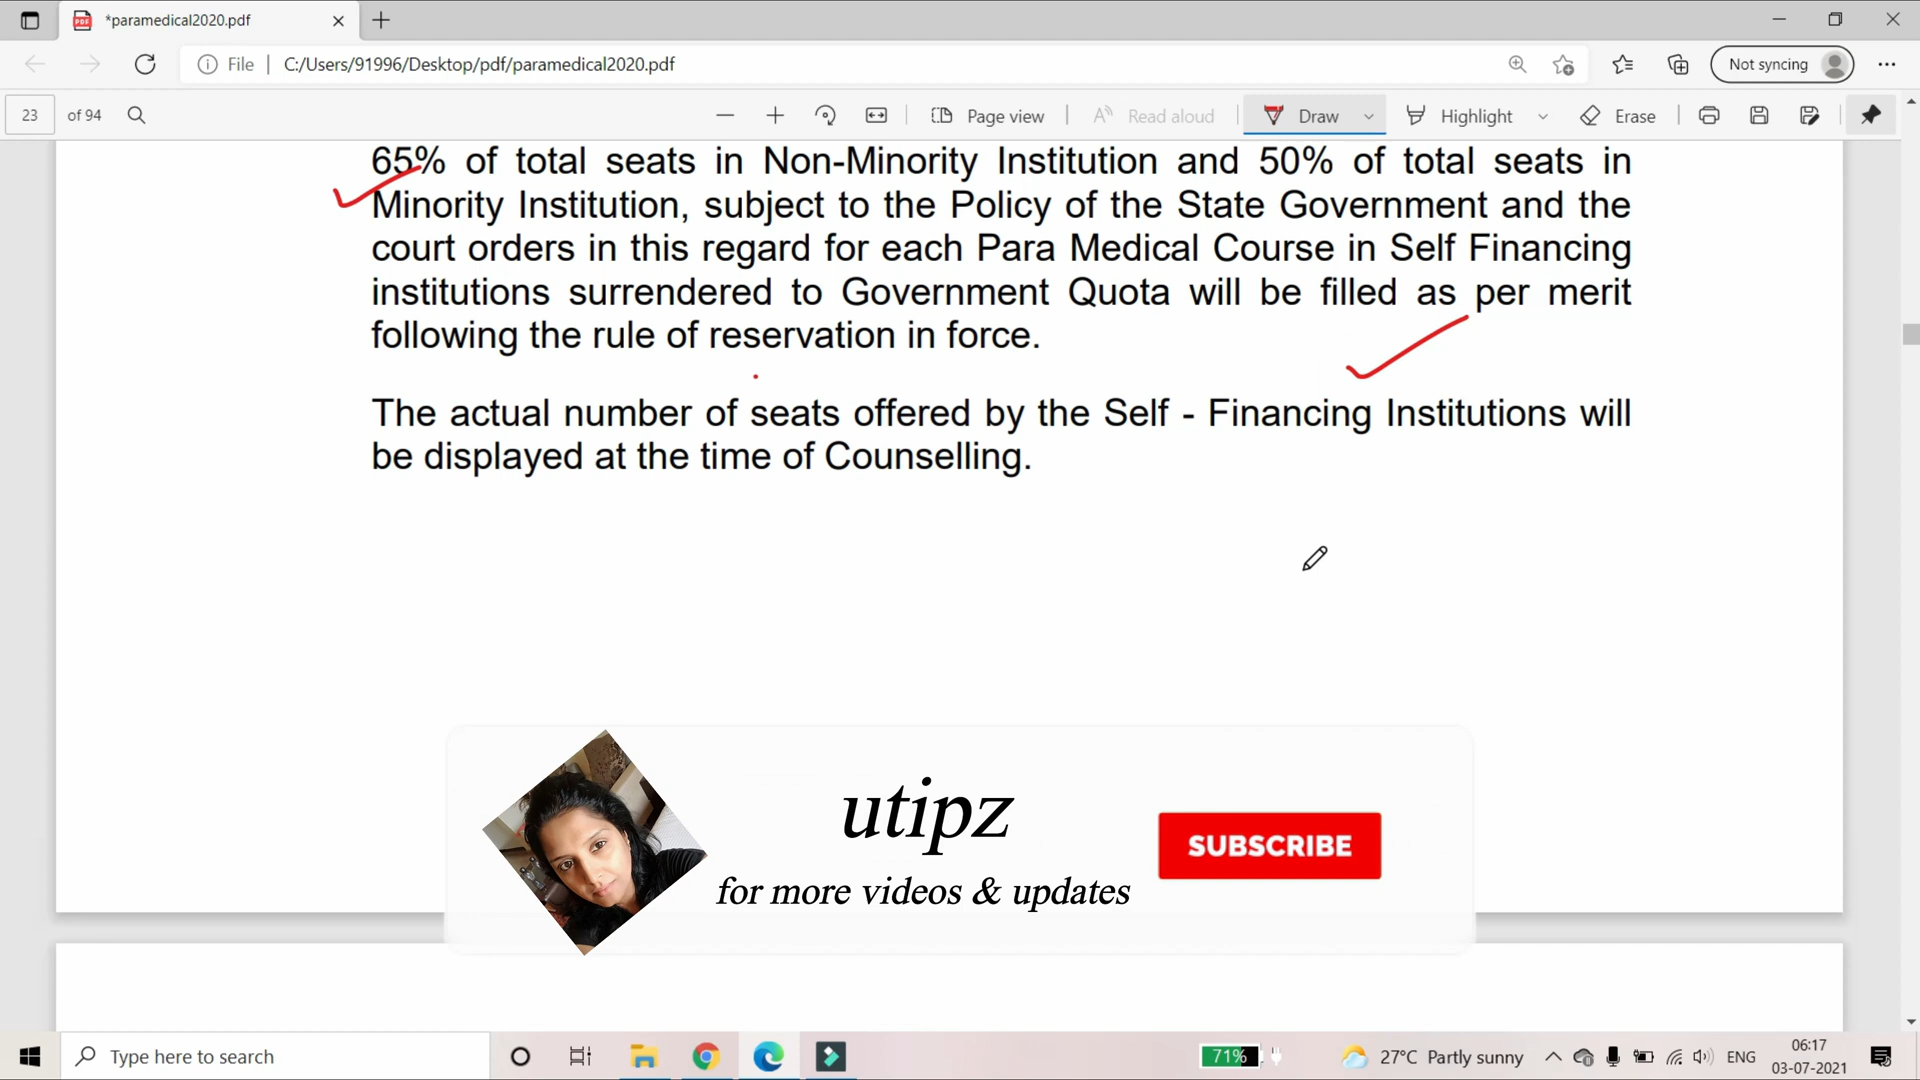 *paramedical2020.pdf
File
C:/Users/91996/Desktop/pdf/paramedical2020.pdf
Not syncing
23 of 94
Page view
Read aloud
Draw
Highlight
Erase
65% of total seats in Non-Minority Institution and 50% of total seats in
Minority Institution, subject to the Policy of the State Government and the
court orders in this regard for each Para Medical Course in Self Financing
institutions surrendered to Government Quota will be filled as per merit
following the rule of reservation in force.
The actual number of seats offered by the Self - Financing Institutions will
be displayed at the time of Counselling.
utipz
for more videos & updates
SUBSCRIBE
Type here to search
71%
27°C Partly sunny
ENG
06:17
03-07-2021